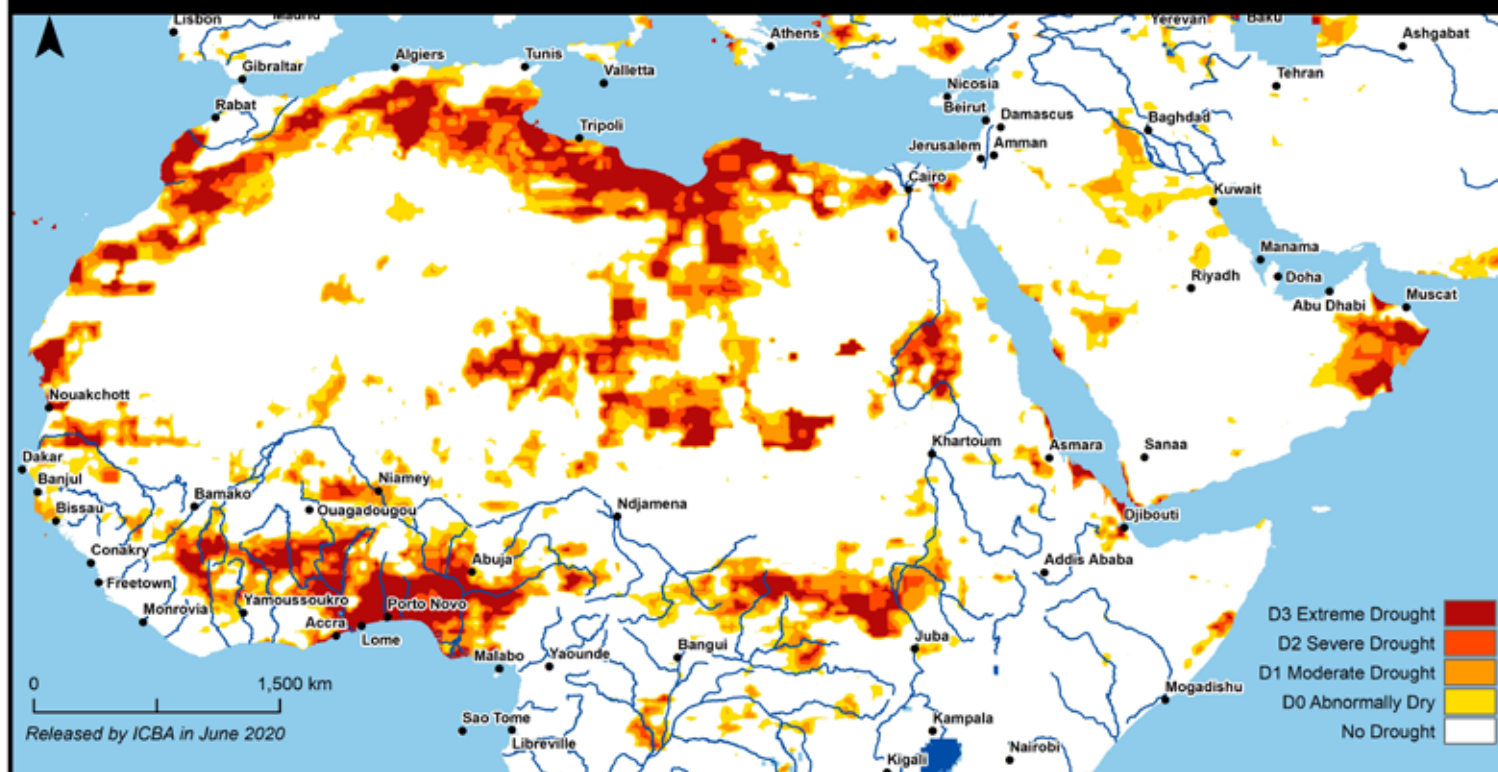 Lisbon
Madrid
Yerevan
Baku
Athens
Ashgabat
Algiers
Tunis
Gibraltar
Valletta
Nicosia
Tehran
Rabat
Beirut
Damascus
Tripoli
Baghdad
Jerusalem
Amman
Cairo
Kuwait
Manama
Riyadh
Doha
Abu Dhabi
Muscat
Nouakchott
Khartoum
Asmara
Sanaa
Dakar
Banjul
Niamey
Bamako
Bissau
Ouagadougou
Ndjamena
Djibouti
Conakry
Abuja
Addis Ababa
Freetown
Yamoussoukro
Porto Novo
Monrovia
Accra
Lome
Juba
Malabo
Yaounde
Bangui
Mogadishu
Sao Tome
Kampala
Libreville
Nairobi
Kigali
D3 Extreme Drought
D2 Severe Drought
D1 Moderate Drought
D0 Abnormally Dry
No Drought
0 1,500 km
Released by ICBA in June 2020